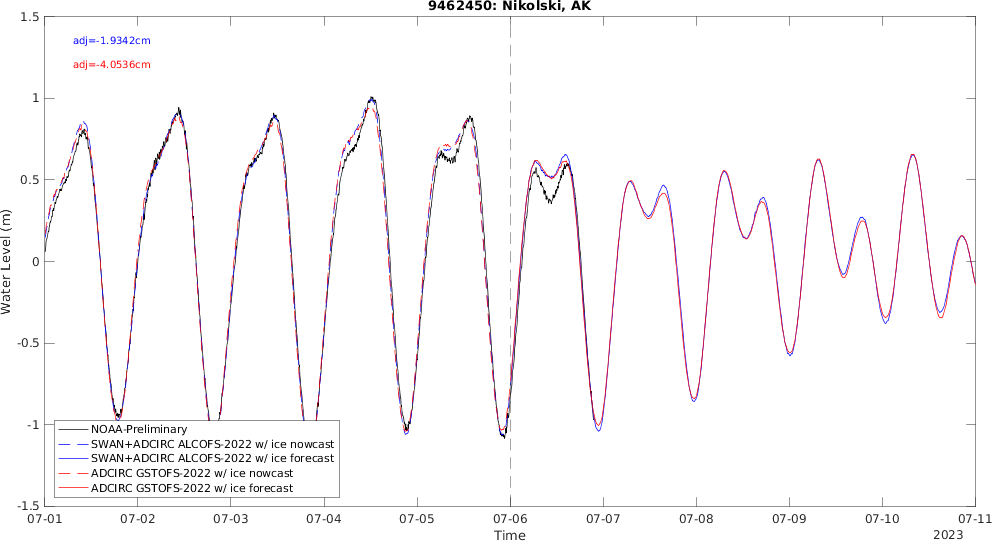 9462450: Nikolski, AK
adj=-1.9342cm
adj=-4.0536cm
Water Level (m)
1.5
1
0.5
0
-0.5
-1
-1.5
NOAA-Preliminary
SWAN+ADCIRC ALCOFS-2022 w/ ice nowcast
SWAN+ADCIRC ALCOFS-2022 w/ ice forecast
ADCIRC GSTOFS-2022 w/ ice nowcast
ADCIRC GSTOFS-2022 w/ ice forecast
07-01 07-02 07-03 07-04 07-05 07-06 07-07 07-08 07-09 07-10 07-11
Time
2023